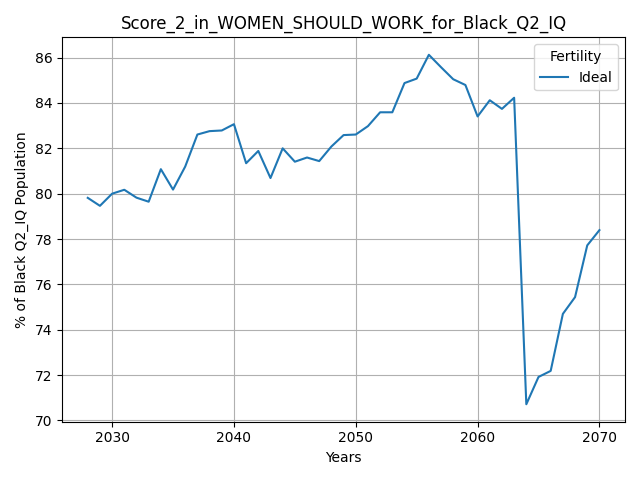 Score_2_in_WOMEN_SHOULD_WORK_for_Black_Q2_IQ
Fertility
Ideal
% of Black Q2_IQ Population
86
84
82
80
78
76
74
72
70
2030 2040 2050 2060 2070
Years